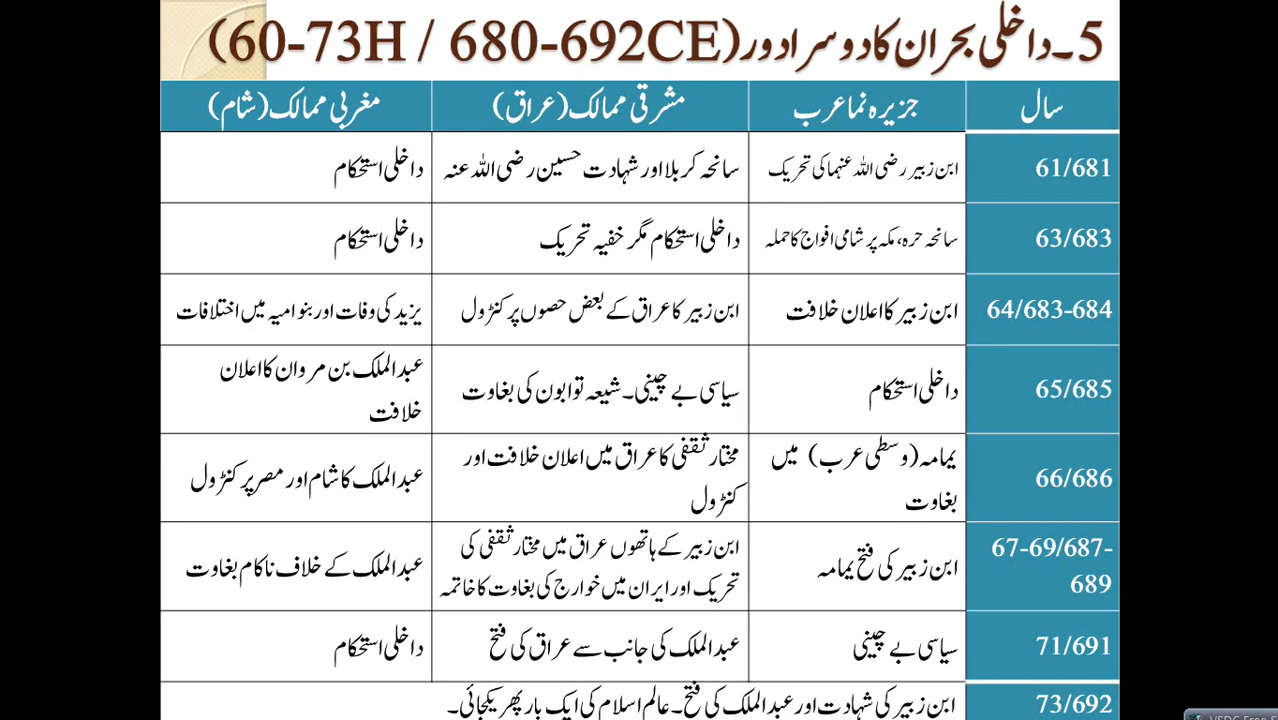 5۔داخلی بحران کا دوسرا دور (60-73H / 680-692CE)
سال
جزیرہ نما عرب
مشرقی ممالک (عراق)
مغربی ممالک (شام)
61/681
ابن زبیر رضی اللہ عنہما کی تحریک
سانحہ کربلا اور شہادت حسین رضی اللہ عنہ
داخلی استحکام
63/683
سانحہ حرہ، مکہ پر شامی افواج کا حملہ
داخلی استحکام مگر خفیہ تحریک
داخلی استحکام
64/683-684
ابن زبیر کا اعلان خلافت
ابن زبیر کا عراق کے بعض حصوں پر کنٹرول
یزید کی وفات اور بنو امیہ میں اختلافات
65/685
داخلی استحکام
سیاسی بے چینی۔ شیعہ توابون کی بغاوت
عبدالملک بن مروان کا اعلان
خلافت
66/686
یمامہ (وسطی عرب) میں
بغاوت
مختار ثقفی کا عراق میں اعلان خلافت اور
کنٹرول
عبدالملک کا شام اور مصر پر کنٹرول
67-69/687-
689
ابن زبیر کی فتح یمامہ
ابن زبیر کے ہاتھوں عراق میں مختار ثقفی کی
تحریک اور ایران میں خوارج کی بغاوت کا خاتمہ
عبدالملک کے خلاف ناکام بغاوت
71/691
سیاسی بے چینی
عبدالملک کی جانب سے عراق کی فتح
داخلی استحکام
73/692
ابن زبیر کی شہادت اور عبدالملک کی فتح۔ عالم اسلام کی ایک بار پھر یکجائی۔